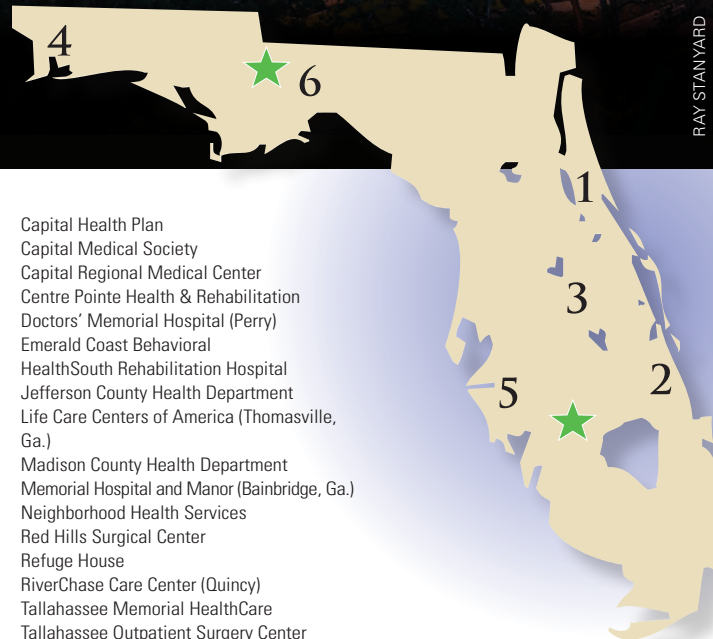 RAY STANYARD
4
6
1
3
2
5
Capital Health Plan
Capital Medical Society
Capital Regional Medical Center
Centre Pointe Health & Rehabilitation
Doctors’ Memorial Hospital (Perry)
Emerald Coast Behavioral
HealthSouth Rehabilitation Hospital
Jefferson County Health Department
Life Care Centers of America (Thomasville,
Ga.)
Madison County Health Department
Memorial Hospital and Manor (Bainbridge, Ga.)
Neighborhood Health Services
Red Hills Surgical Center
Refuge House
RiverChase Care Center (Quincy)
Tallahassee Memorial HealthCare
Tallahassee Outpatient Surgery Center